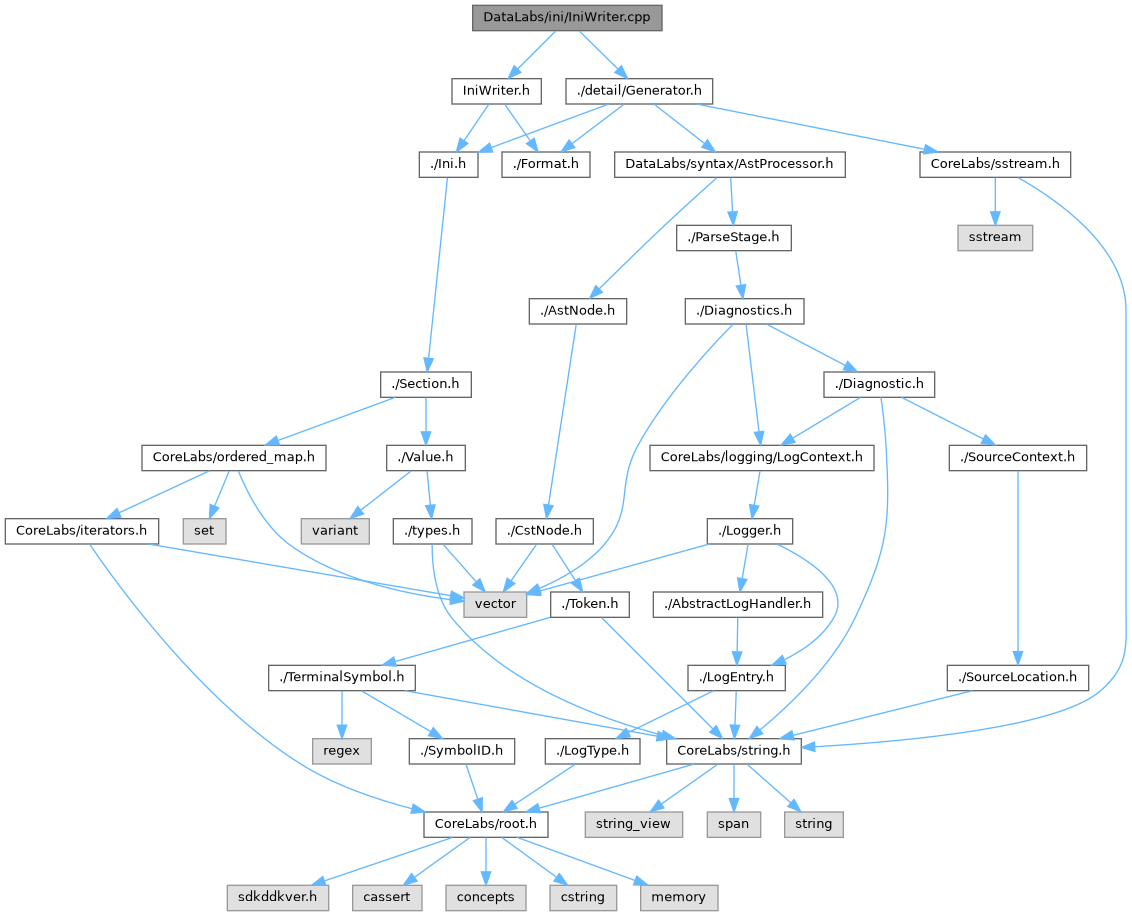 DataLabs/ini/IniWriter.cpp
IniWriter.h
./detail/Generator.h
./Ini.h
./Format.h
DataLabs/syntax/AstProcessor.h
CoreLabs/sstream.h
./ParseStage.h
sstream
./AstNode.h
./Diagnostics.h
./Section.h
./Diagnostic.h
CoreLabs/ordered_map.h
./Value.h
CoreLabs/logging/LogContext.h
./SourceContext.h
CoreLabs/iterators.h
set
variant
./types.h
./CstNode.h
./Logger.h
vector
./Token.h
./AbstractLogHandler.h
./TerminalSymbol.h
./LogEntry.h
./SourceLocation.h
regex
./SymbolID.h
./LogType.h
CoreLabs/string.h
CoreLabs/root.h
string_view
span
string
sdkddkver.h
cassert
concepts
cstring
memory